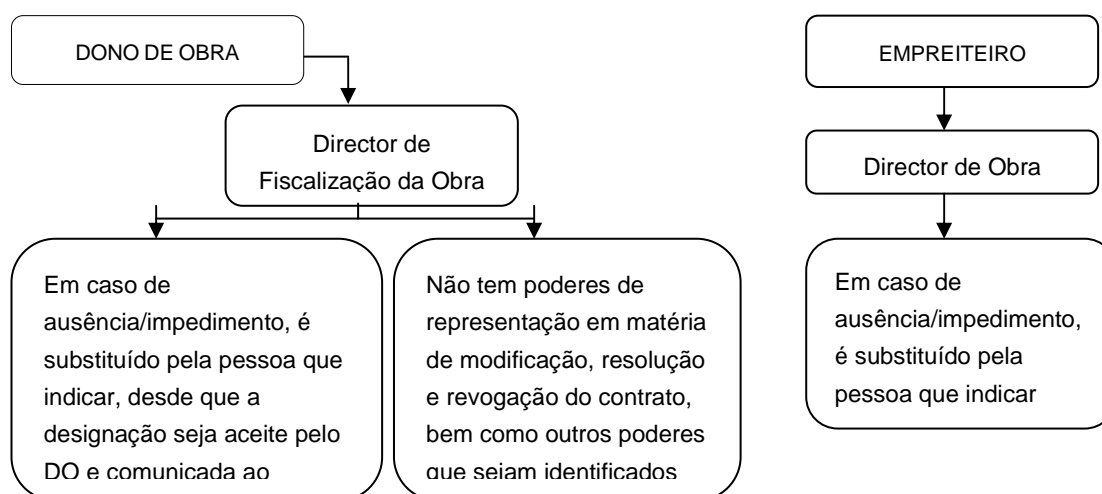 DONO DE OBRA
EMPREITEIRO
Director de
Fiscalização da Obra
Director de Obra
Em caso de
ausência/impedimento, é
substituído pela pessoa que
indicar, desde que a
designação seja aceite pelo
DO e comunicada ao
Não tem poderes de
representação em matéria
de modificação, resolução
e revogação do contrato,
bem como outros poderes
que sejam identificados
Em caso de
ausência/impedimento,
é substituído pela
pessoa que indicar